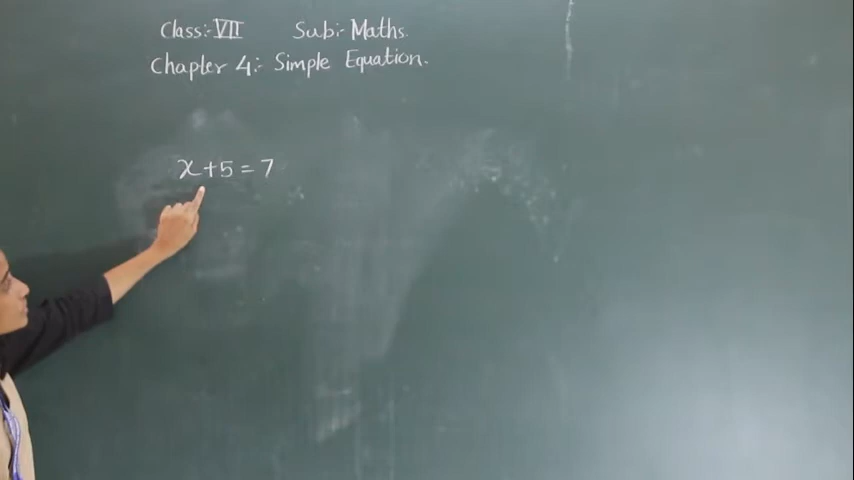 Class:- VII Sub:- Maths.
Chapter 4:- Simple Equation.
x + 5 = 7